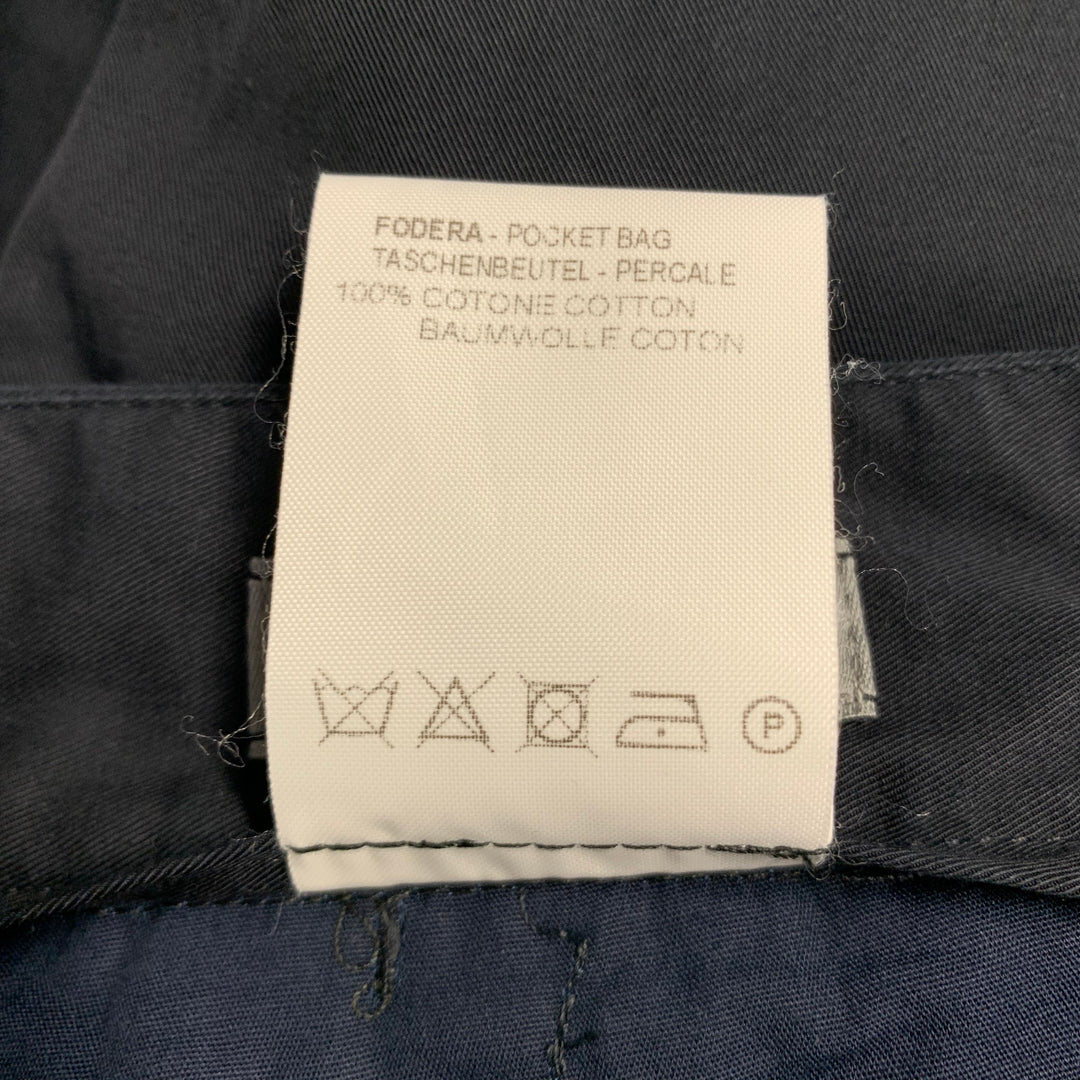 FODERA - POCKET BAG
TASCHENBEUTEL - PERCALE
100% COTONE COTTON
BAUMWOLLE COTON
P